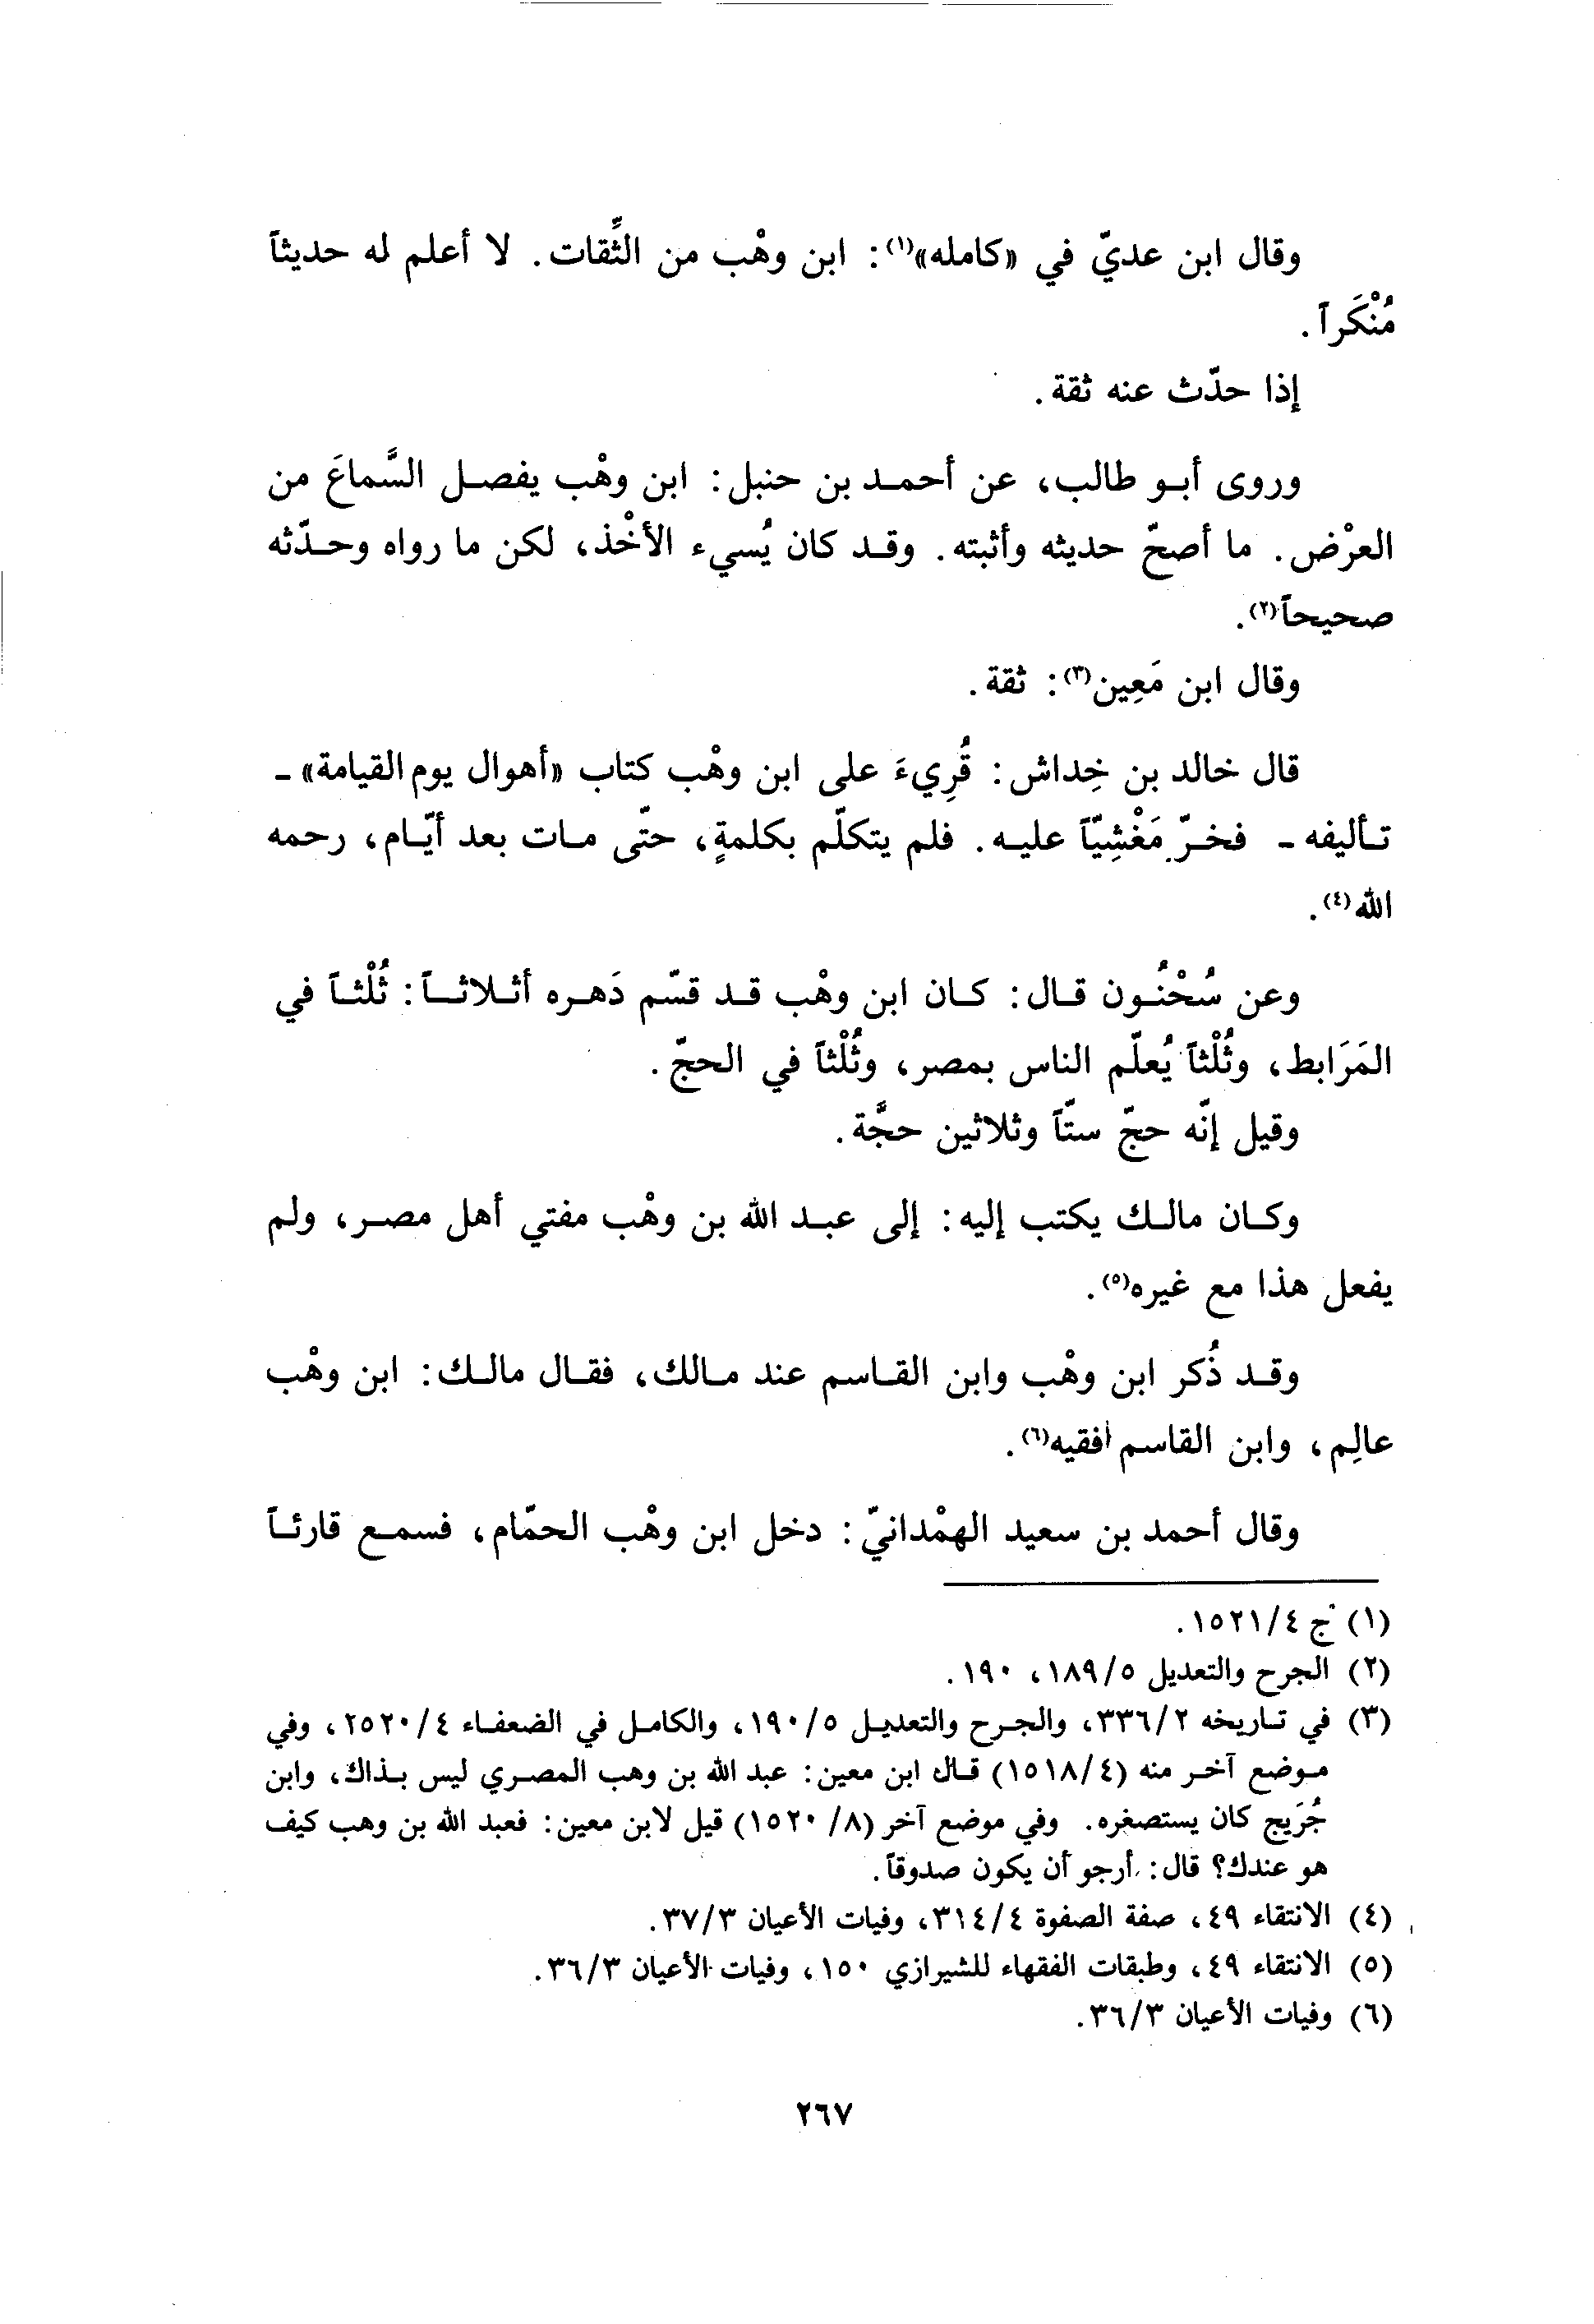 وقال ابن عديّ في «كامله»(١): ابن وهْب من الثِّقات. لا أعلم له حديثاً
مُنْكَراً.
إذا حدّث عنه ثقة.
وروى أبو طالب، عن أحمد بن حنبل: ابن وهْب يفصل السَّماعَ من
العرْض. ما أصحّ حديثه وأثبته. وقد كان يُسيء الأخْذ، لكن ما رواه وحدّثه
صحيحاً(٢).
وقال ابن مَعِين(٣): ثقة.
قال خالد بن خِداش: قُرِيءَ على ابن وهْب كتاب «أهوال يوم القيامة» -
تأليفه - فخرّ مَغْشِيّاً عليه. فلم يتكلّم بكلمةٍ، حتّى مات بعد أيّام، رحمه
الله(٤).
وعن سُحْنُون قال: كان ابن وهْب قد قسّم دَهره أثلاثاً: ثُلْثاً في
المَرَابط، وثُلْثاً يُعلّم الناس بمصر، وثُلْثاً في الحجّ.
وقيل إنّه حجّ ستّاً وثلاثين حجَّة.
وكان مالك يكتب إليه: إلى عبد الله بن وهْب مفتي أهل مصر، ولم
يفعل هذا مع غيره(٥).
وقد ذُكر ابن وهْب وابن القاسم عند مالك، فقال مالك: ابن وهْب
عالِم، وابن القاسم فقيه(٦).
وقال أحمد بن سعيد الهمْدانيّ: دخل ابن وهْب الحمّام، فسمع قارئاً
(١) ج ٤/١٥٢١.
(٢) الجرح والتعديل ٥/١٨٩، ١٩٠.
(٣) في تاريخه ٢/٣٣٦، والجرح والتعديل ٥/١٩٠، والكامل في الضعفاء ٤/٢٥٢٠، وفي
موضع آخر منه (٤/١٥١٨) قال ابن معين: عبد الله بن وهب المصري ليس بذاك، وابن
جُرَيج كان يستصغره. وفي موضع آخر (٨/١٥٢٠) قيل لابن معين: فعبد الله بن وهب كيف
هو عندك؟ قال: أرجو أن يكون صدوقاً.
(٤) الانتقاء ٤٩، صفة الصفوة ٤/٣١٤، وفيات الأعيان ٣/٣٧.
(٥) الانتقاء ٤٩، وطبقات الفقهاء للشيرازي ١٥٠، وفيات الأعيان ٣/٣٦.
(٦) وفيات الأعيان ٣/٣٦.
٢٦٧